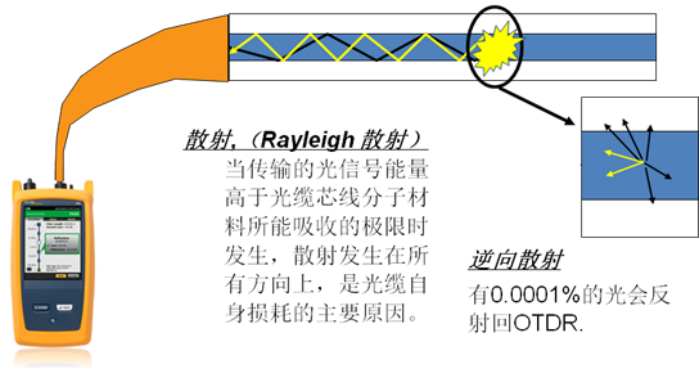 散射,（Rayleigh 散射）
当传输的光信号能量
高于光缆芯线分子材
料所能吸收的极限时
发生，散射发生在所
有方向上，是光缆自
身损耗的主要原因。
逆向散射
有0.0001%的光会反
射回OTDR.